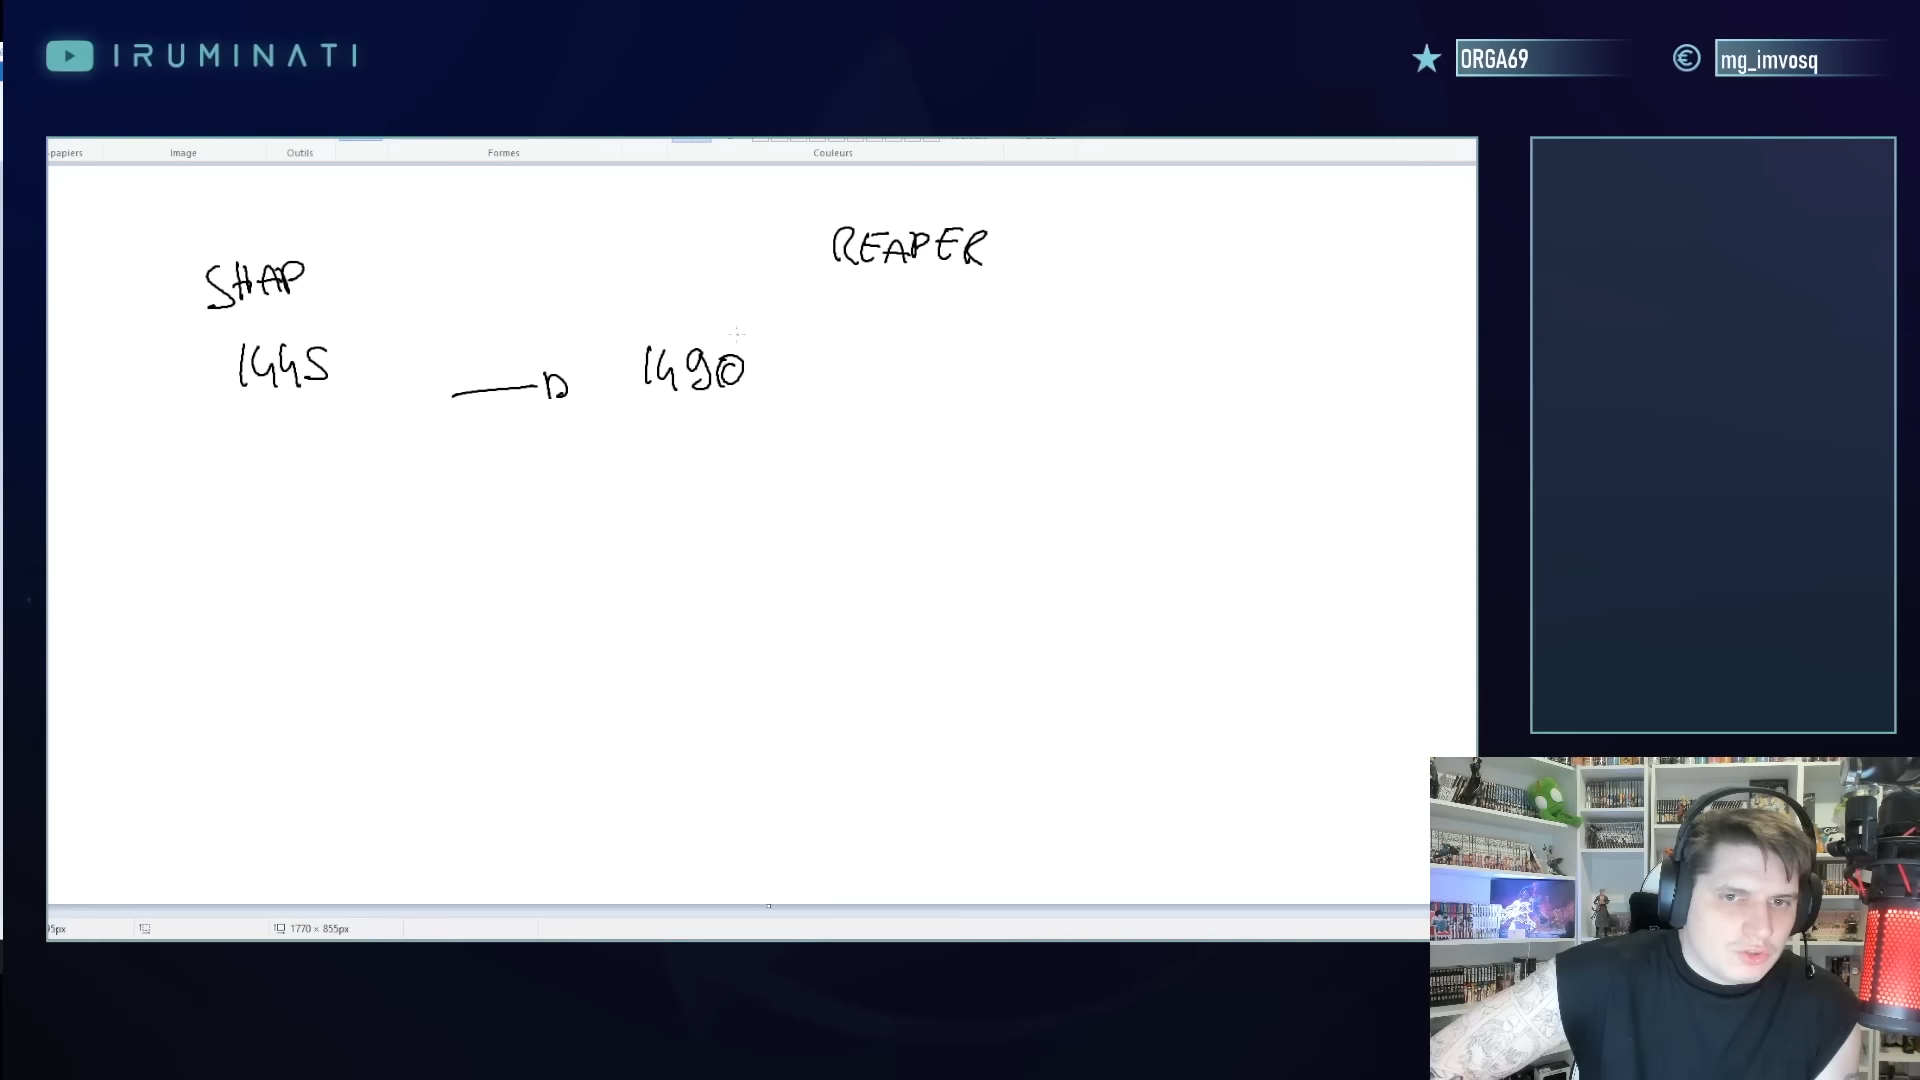 IRUMINATI
ORGA69
mg_imvosq
-papiers
Image
Outils
Formes
Couleurs
REAPER
SHAP
1445
1490
1770 × 855px